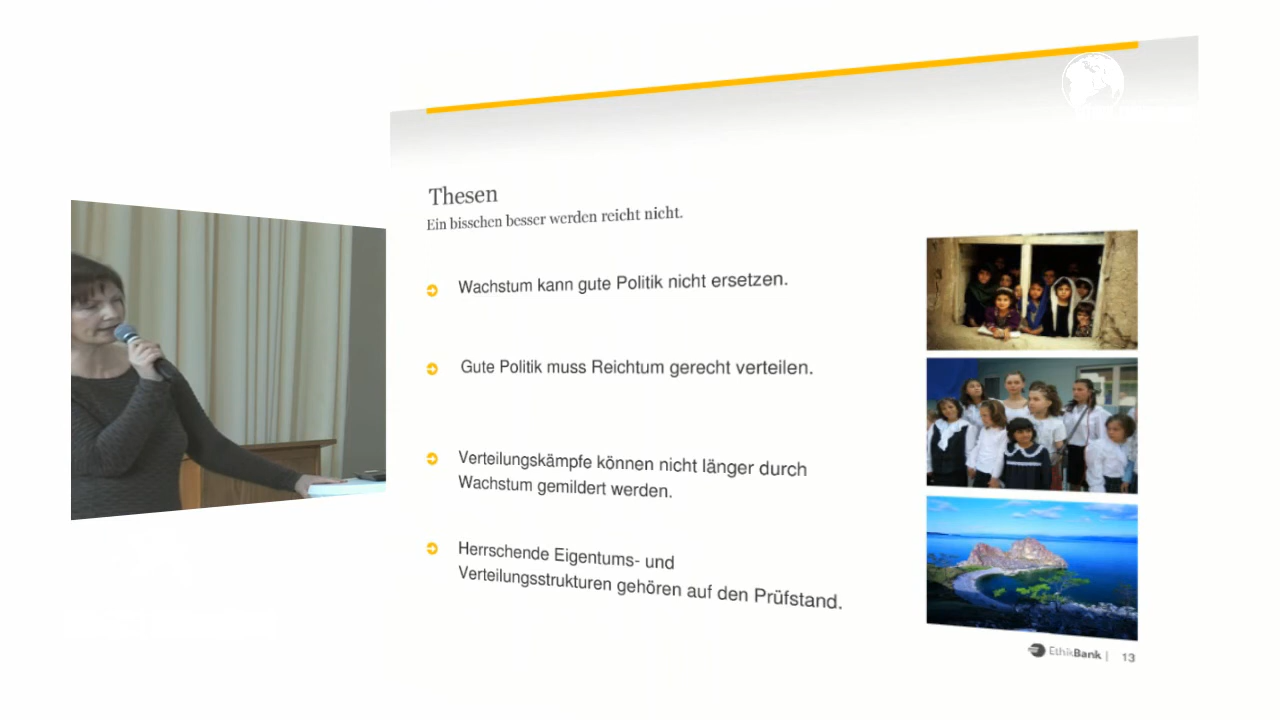 Thesen
Ein bisschen besser werden reicht nicht.
Wachstum kann gute Politik nicht ersetzen.
Gute Politik muss Reichtum gerecht verteilen.
Verteilungskämpfe können nicht länger durch
Wachstum gemildert werden.
Herrschende Eigentums- und
Verteilungsstrukturen gehören auf den Prüfstand.
EthikBank | 13